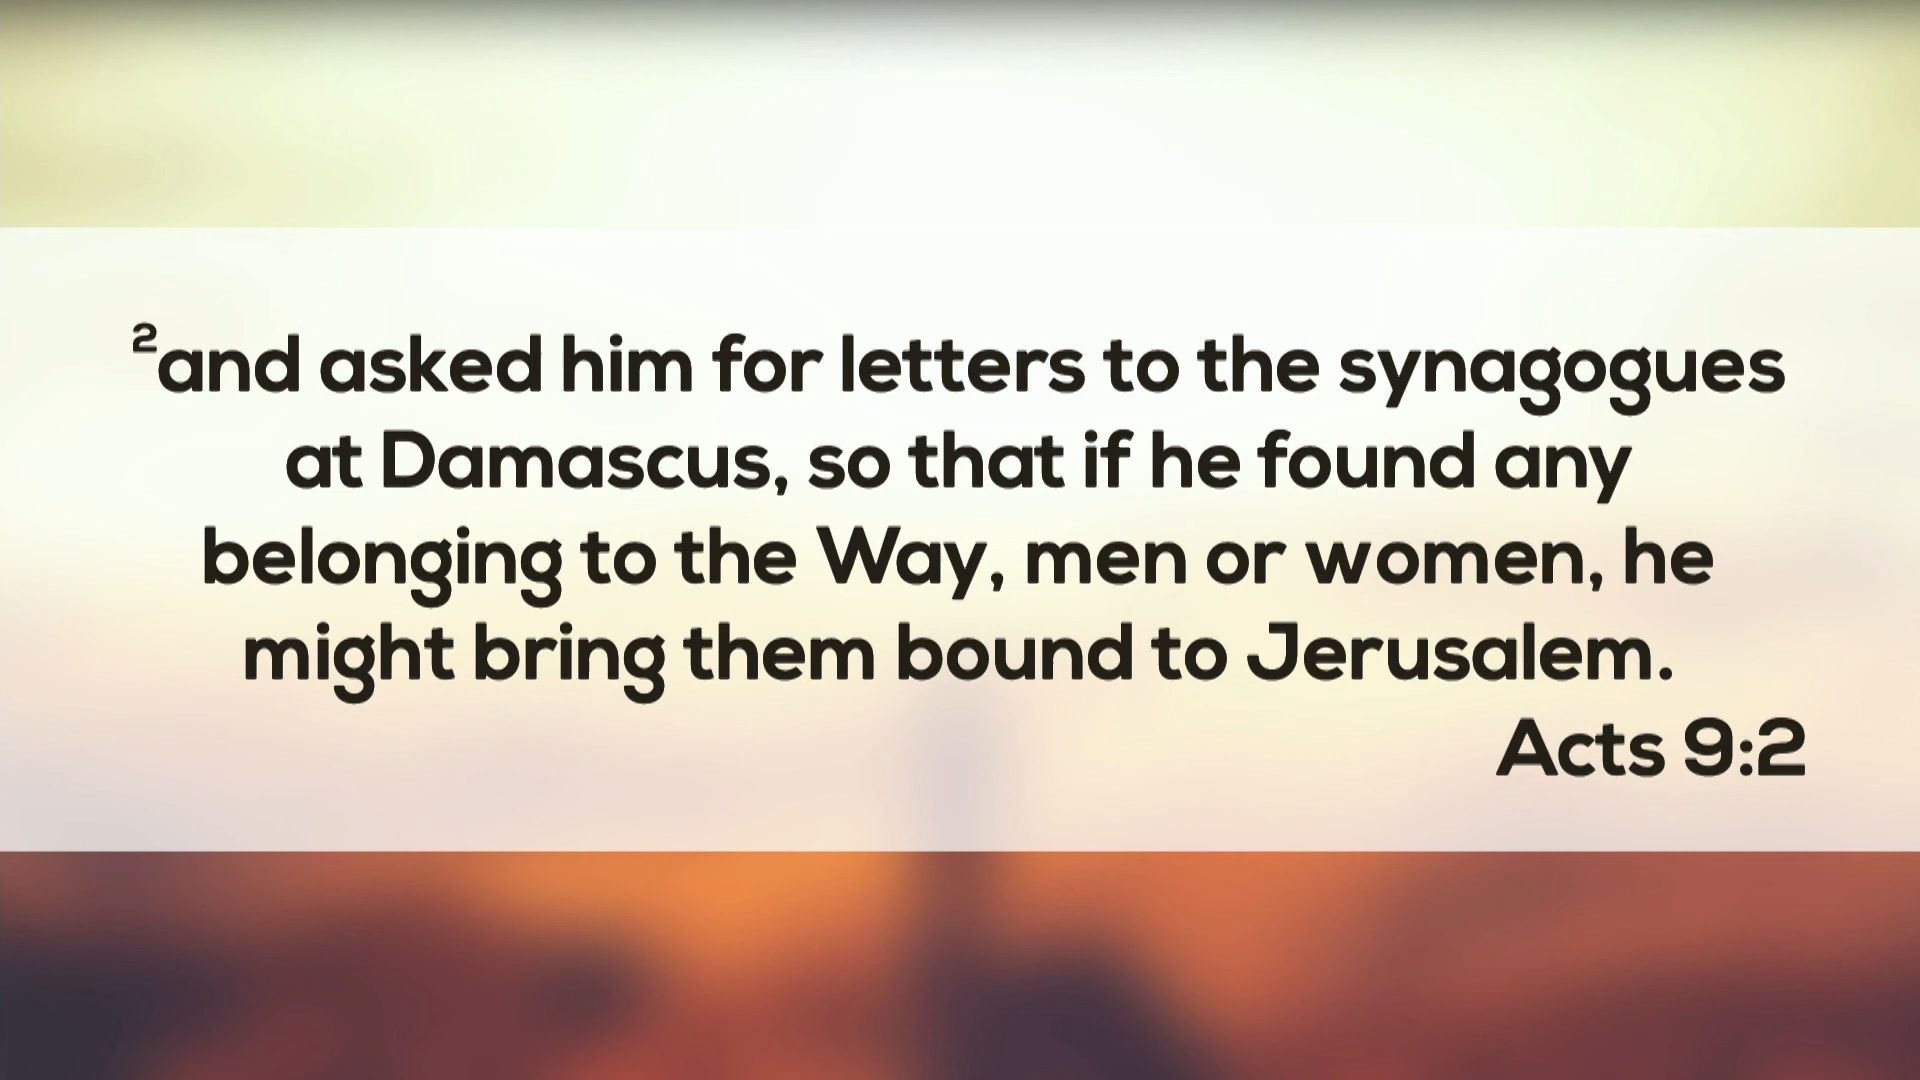 ²and asked him for letters to the synagogues
at Damascus, so that if he found any
belonging to the Way, men or women, he
might bring them bound to Jerusalem.
Acts 9:2